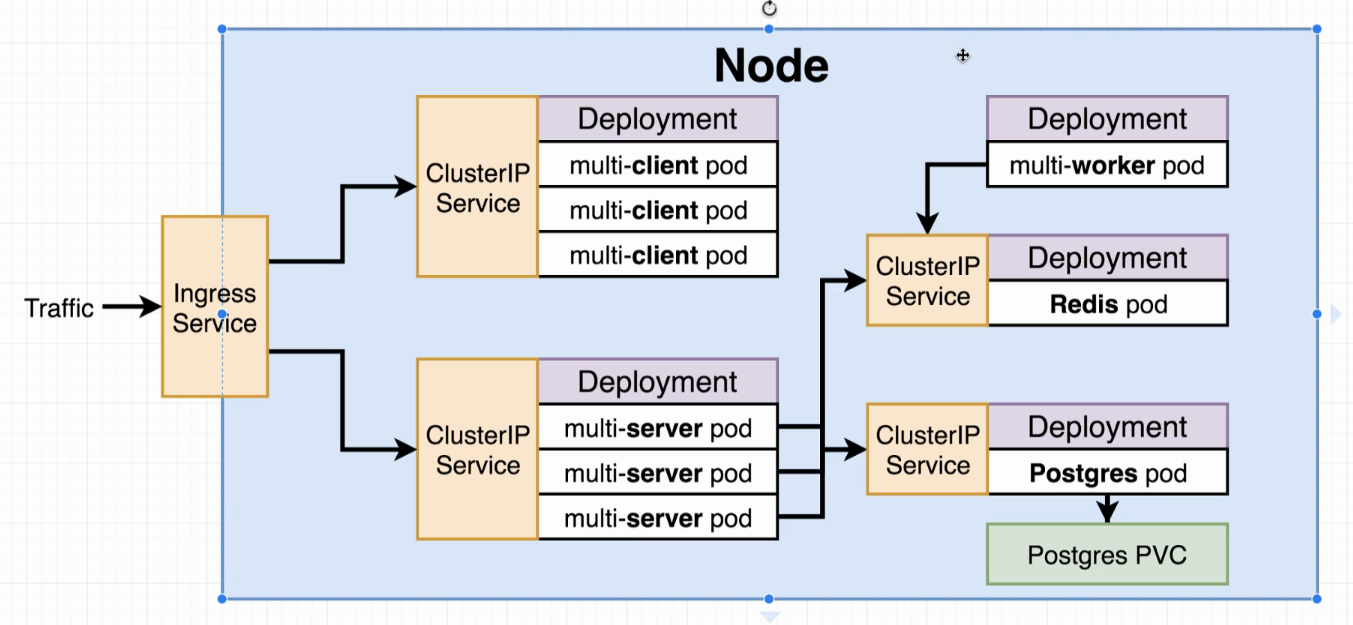 Node
Traffic
Ingress
Service
ClusterIP
Service
Deployment
multi-client pod
multi-client pod
multi-client pod
ClusterIP
Service
Deployment
multi-server pod
multi-server pod
multi-server pod
Deployment
multi-worker pod
ClusterIP
Service
Deployment
Redis pod
ClusterIP
Service
Deployment
Postgres pod
Postgres PVC